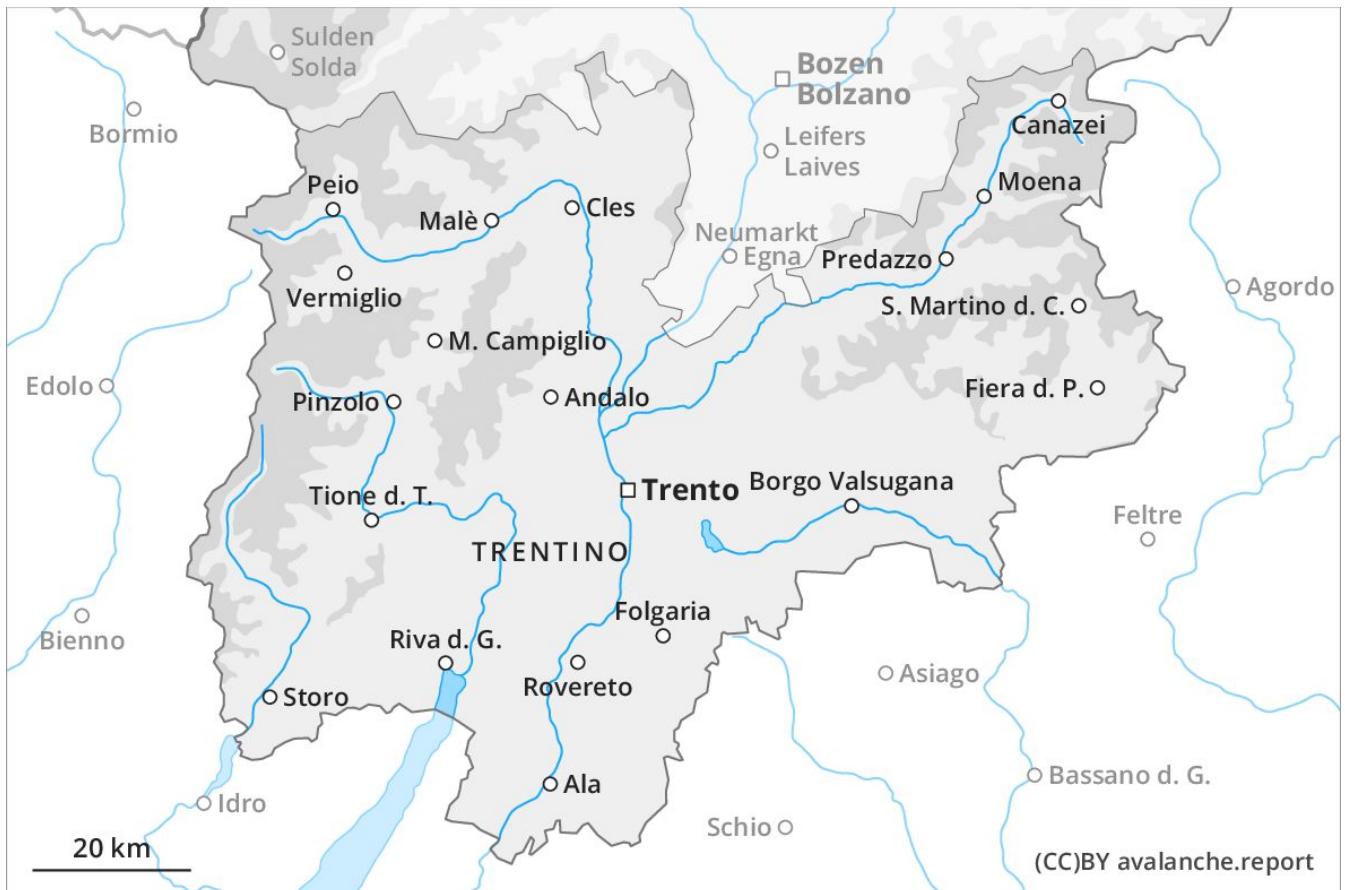 Sulden
Solda
Bozen
Bolzano
Bormio
Canazei
Leifers
Laives
Peio
Moena
Malè
Cles
Neumarkt
Egna
Predazzo
Vermiglio
Agordo
S. Martino d. C.
M. Campiglio
Edolo
Fiera d. P.
Pinzolo
Andalo
Trento
Borgo Valsugana
Tione d. T.
Feltre
TRENTINO
Folgaria
Bienno
Riva d. G.
Asiago
Rovereto
Storo
Bassano d. G.
Ala
Idro
Schio
20 km
(CC)BY avalanche.report